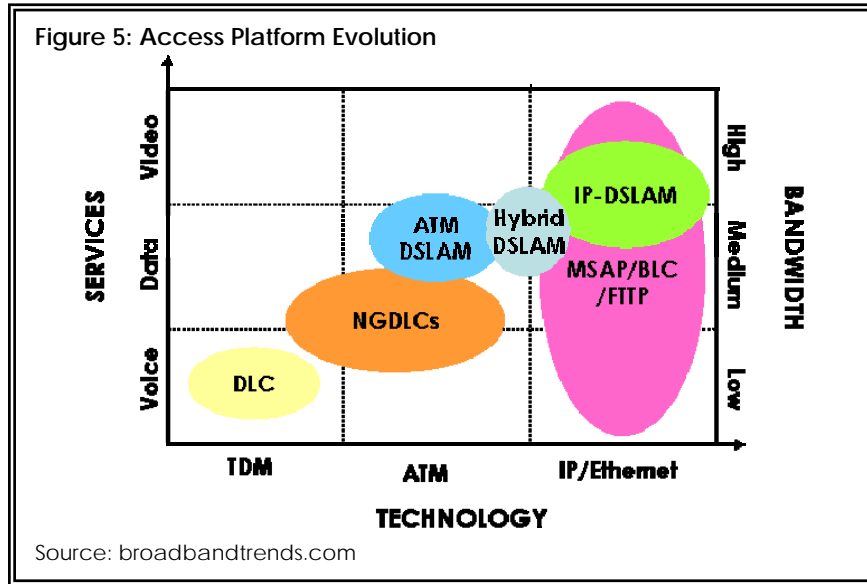 Figure 5: Access Platform Evolution
SERVICES
Video
Data
Voice
High
Medium
Low
BANDWIDTH
IP-DSLAM
ATM
DSLAM
Hybrid
DSLAM
MSAP/BLC
/FTTP
NGDLCs
DLC
TDM
ATM
IP/Ethernet
TECHNOLOGY
Source: broadbandtrends.com